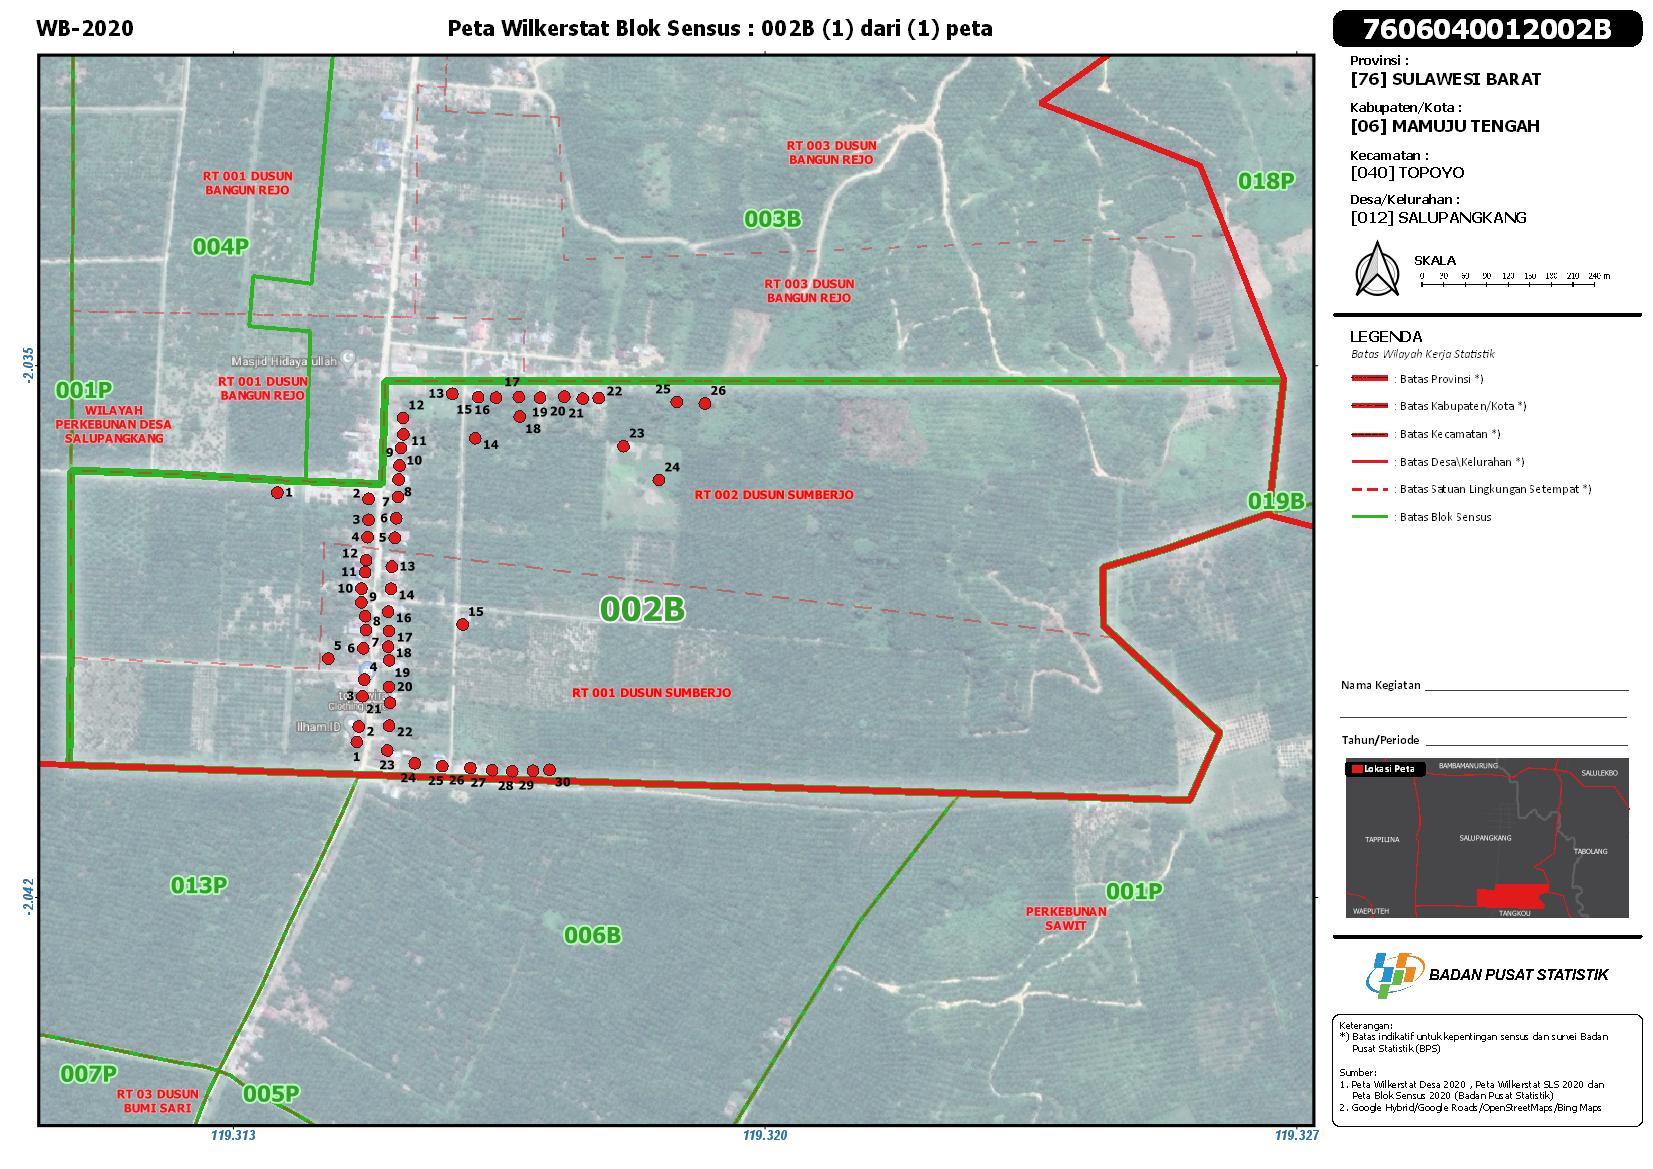 WB-2020
Peta Wilkerstat Blok Sensus : 002B (1) dari (1) peta
7606040012002B
Provinsi :
[76] SULAWESI BARAT
Kabupaten/Kota :
[06] MAMUJU TENGAH
Kecamatan :
[040] TOPOYO
Desa/Kelurahan :
[012] SALUPANGKANG
SKALA
0 30 60 90 120 150 180 210 240 m
LEGENDA
Batas Wilayah Kerja Statistik
: Batas Provinsi *)
: Batas Kabupaten/Kota *)
: Batas Kecamatan *)
: Batas Desa\Kelurahan *)
: Batas Satuan Lingkungan Setempat *)
: Batas Blok Sensus
Nama Kegiatan
Tahun/Periode
Lokasi Peta
BAMBAMANURUNG
SALULEKBO
TAPPILINA
SALUPANGKANG
TABOLANG
WAEPUTEH
TANGKOU
BADAN PUSAT STATISTIK
Keterangan:
*) Batas indikatif untuk kepentingan sensus dan survei Badan
Pusat Statistik (BPS)
Sumber:
1. Peta Wilkerstat Desa 2020 , Peta Wilkerstat SLS 2020 dan
Peta Blok Sensus 2020 (Badan Pusat Statistik)
2. Google Hybrid/Google Roads/OpenStreetMaps/Bing Maps
RT 003 DUSUN
BANGUN REJO
RT 001 DUSUN
BANGUN REJO
018P
003B
004P
RT 003 DUSUN
BANGUN REJO
Masjid Hidayatullah
-2.035
001P
RT 001 DUSUN
BANGUN REJO
WILAYAH
PERKEBUNAN DESA
SALUPANGKANG
13
17
22
25
26
12
15
16
19
20
21
18
11
14
23
9
10
24
RT 002 DUSUN SUMBERJO
019B
1
2
7
8
3
6
4
5
12
11
13
10
9
14
002B
15
8
16
7
17
5
6
18
4
19
3
20
RT 001 DUSUN SUMBERJO
21
Ilham.ID
2
22
1
23
24
25
26
27
28
29
30
-2.042
013P
001P
PERKEBUNAN
SAWIT
006B
007P
RT 03 DUSUN
BUMI SARI
005P
119.313
119.320
119.327